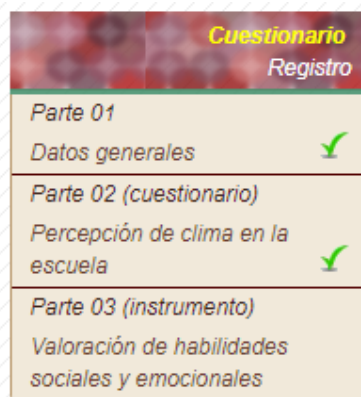 Cuestionario
Registro
Parte 01
Datos generales
Parte 02 (cuestionario)
Percepción de clima en la
escuela
Parte 03 (instrumento)
Valoración de habilidades
sociales y emocionales